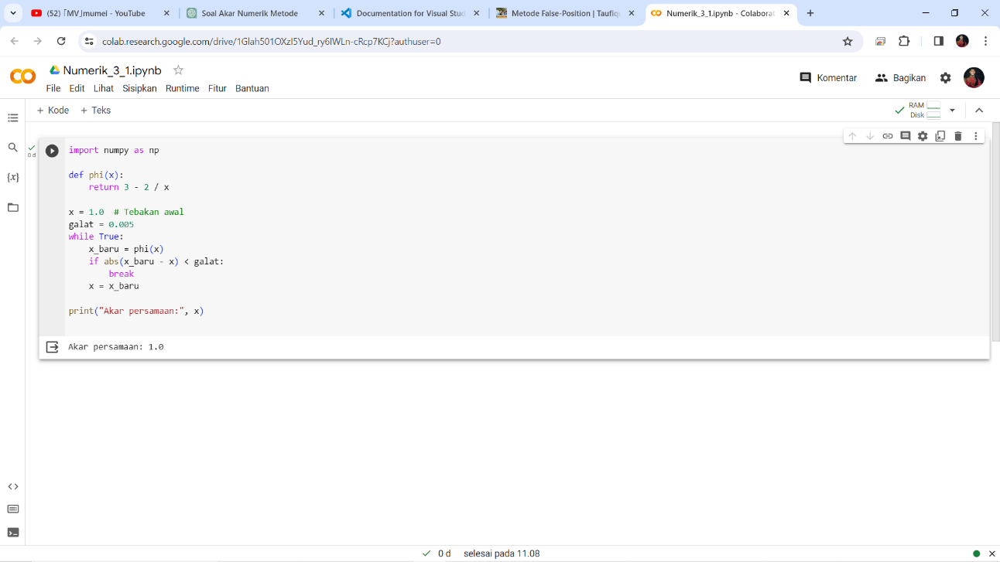 (52) 「MV」mumei - YouTube
Soal Akar Numerik Metode
Documentation for Visual Stud
Metode False-Position | Taufiqu
Numerik_3_1.ipynb - Colaborat
colab.research.google.com/drive/1Glah501OXzI5Yud_ry6IWLn-cRcp7KCj?authuser=0
Numerik_3_1.ipynb
File Edit Lihat Sisipkan Runtime Fitur Bantuan
Komentar
Bagikan
+ Kode + Teks
RAM
Disk
{x}
0 d
import numpy as np
def phi(x):
    return 3 - 2 / x
x = 1.0  # Tebakan awal
galat = 0.005
while True:
    x_baru = phi(x)
    if abs(x_baru - x) < galat:
        break
    x = x_baru
print("Akar persamaan:", x)
Akar persamaan: 1.0
0 d selesai pada 11.08